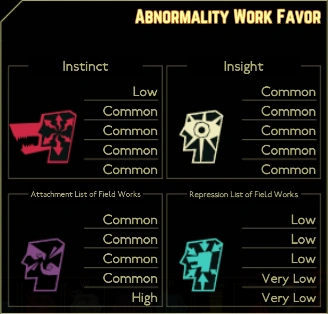 Abnormality Work Favor
Instinct
Low
Common
Common
Common
Common
Insight
Common
Common
Common
Common
Common
Attachment List of Field Works
Common
Common
Common
Common
High
Repression List of Field Works
Low
Low
Low
Very Low
Very Low